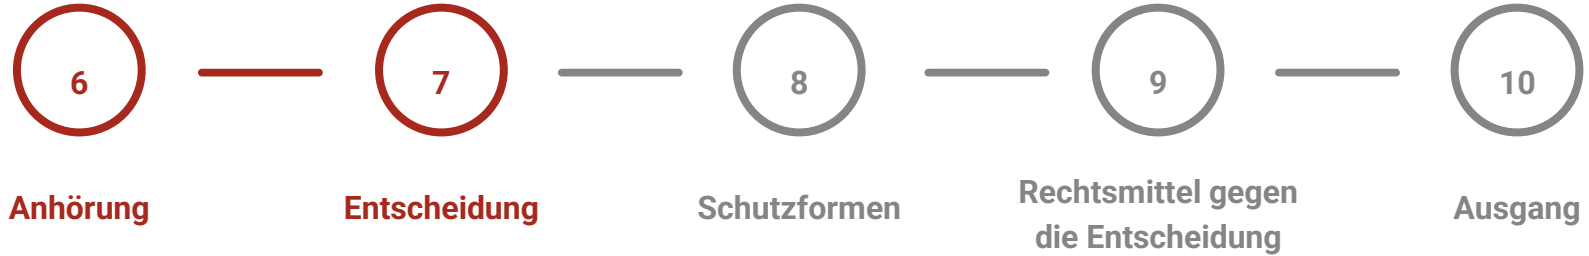 6
7
8
9
10
Anhörung
Entscheidung
Schutzformen
Rechtsmittel gegen
die Entscheidung
Ausgang